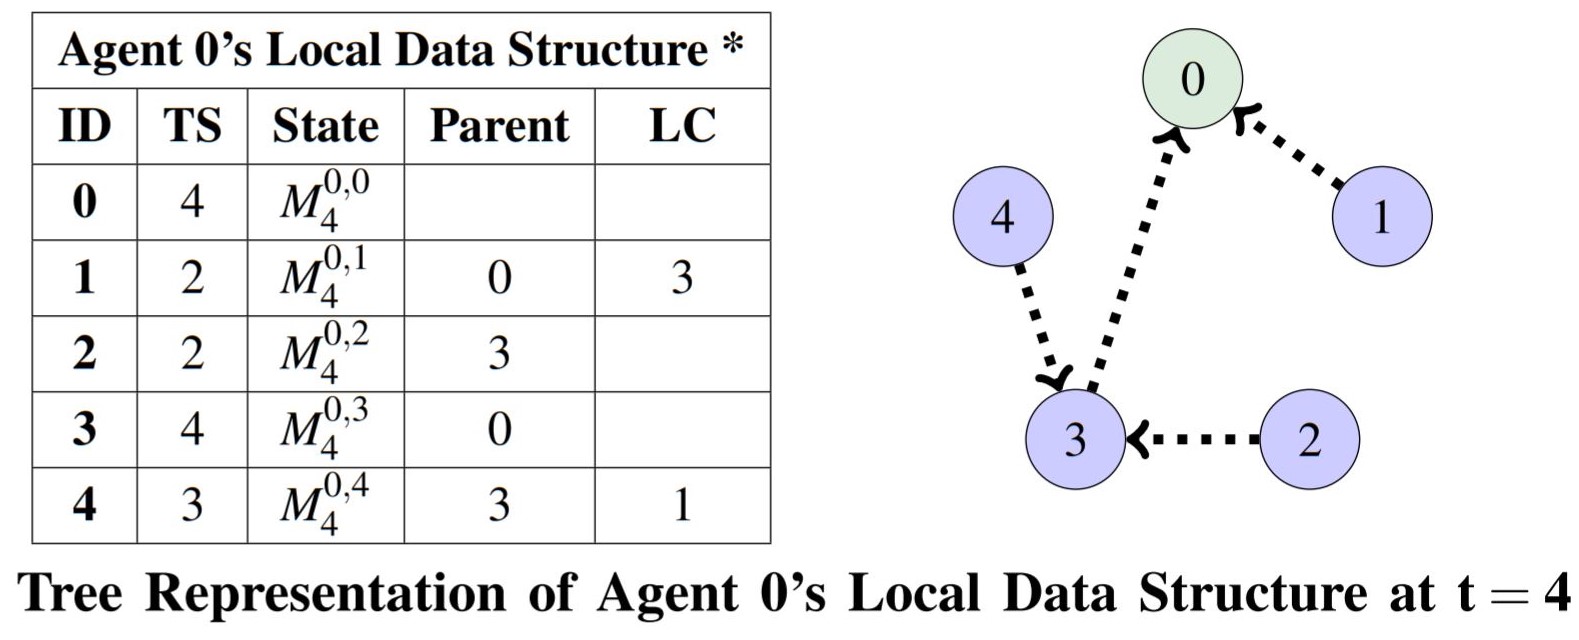 Agent 0's Local Data Structure *
ID TS State Parent LC
0 4 M_4^{0,0}
1 2 M_4^{0,1} 0 3
2 2 M_4^{0,2} 3
3 4 M_4^{0,3} 0
4 3 M_4^{0,4} 3 1
0
4
1
3
2
Tree Representation of Agent 0's Local Data Structure at t = 4